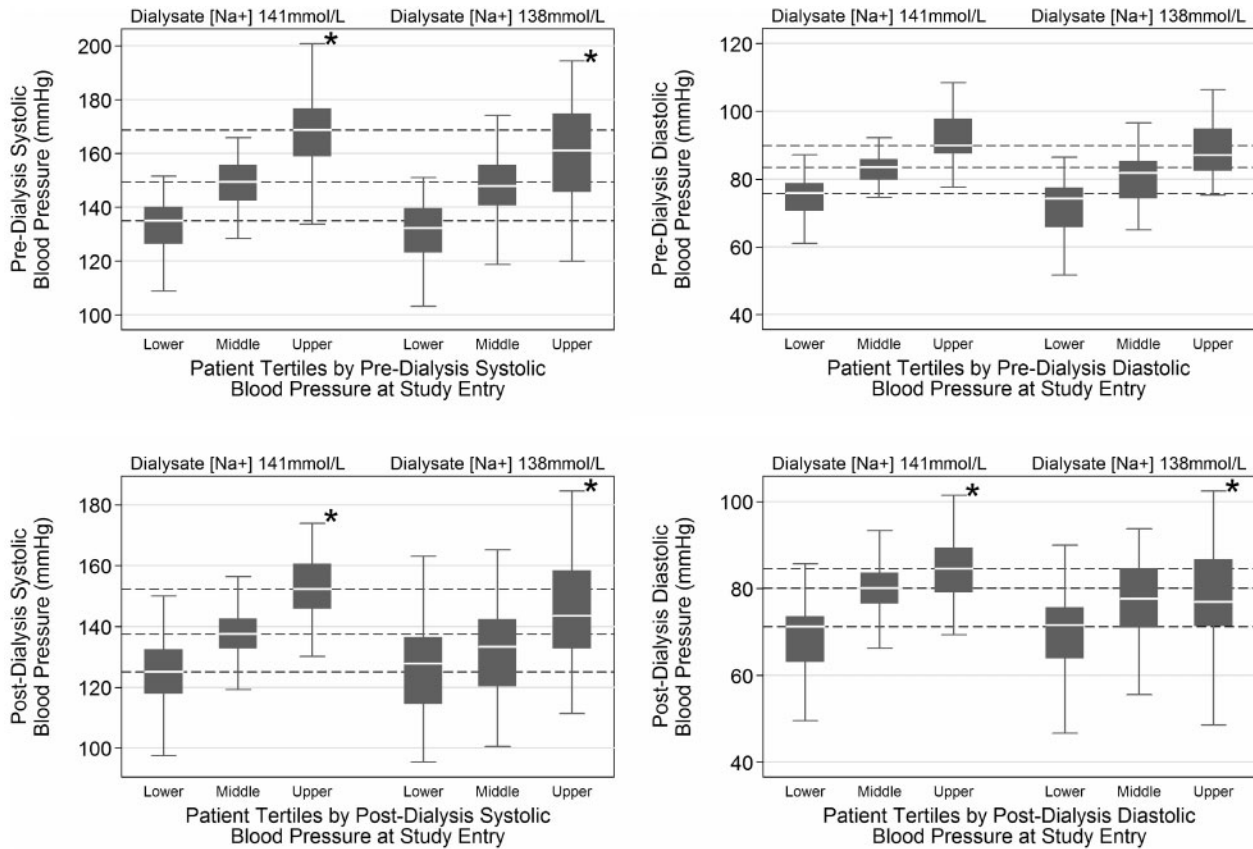 Dialysate [Na+] 141mmol/L Dialysate [Na+] 138mmol/L
Pre-Dialysis Systolic
Blood Pressure (mmHg)
200
180
160
140
120
100
*
*
Lower Middle Upper Lower Middle Upper
Patient Tertiles by Pre-Dialysis Systolic
Blood Pressure at Study Entry
Dialysate [Na+] 141mmol/L Dialysate [Na+] 138mmol/L
Pre-Dialysis Diastolic
Blood Pressure (mmHg)
120
100
80
60
40
Lower Middle Upper Lower Middle Upper
Patient Tertiles by Pre-Dialysis Diastolic
Blood Pressure at Study Entry
Dialysate [Na+] 141mmol/L Dialysate [Na+] 138mmol/L
Post-Dialysis Systolic
Blood Pressure (mmHg)
180
160
140
120
100
*
*
Lower Middle Upper Lower Middle Upper
Patient Tertiles by Post-Dialysis Systolic
Blood Pressure at Study Entry
Dialysate [Na+] 141mmol/L Dialysate [Na+] 138mmol/L
Post-Dialysis Diastolic
Blood Pressure (mmHg)
100
80
60
40
*
*
Lower Middle Upper Lower Middle Upper
Patient Tertiles by Post-Dialysis Diastolic
Blood Pressure at Study Entry